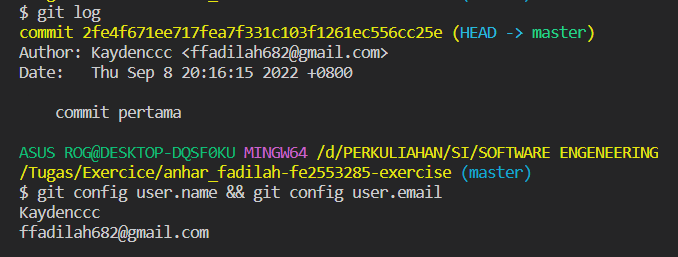 $ git log
commit 2fe4f671ee717fea7f331c103f1261ec556cc25e (HEAD -> master)
Author: Kaydenccc <ffadilah682@gmail.com>
Date:   Thu Sep 8 20:16:15 2022 +0800
    commit pertama
ASUS ROG@DESKTOP-DQSF0KU MINGW64 /d/PERKULIAHAN/SI/SOFTWARE ENGENEERING
/Tugas/Exercice/anhar_fadilah-fe2553285-exercise (master)
$ git config user.name && git config user.email
Kaydenccc
ffadilah682@gmail.com